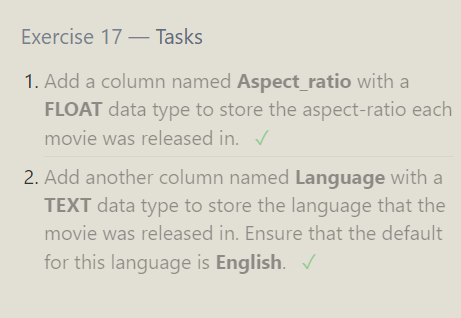 Exercise 17 — Tasks
1. Add a column named Aspect_ratio with a
FLOAT data type to store the aspect-ratio each
movie was released in. ✓
2. Add another column named Language with a
TEXT data type to store the language that the
movie was released in. Ensure that the default
for this language is English. ✓